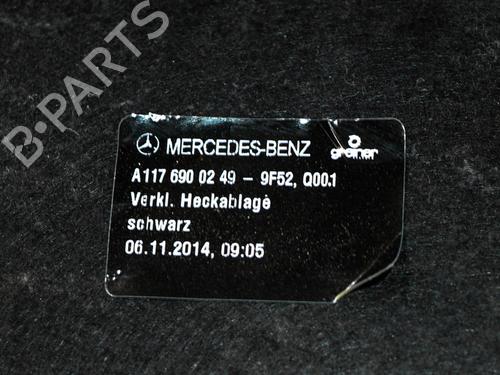 B-PARTS
MERCEDES-BENZ greiner
A117 690 02 49 - 9F52, Q00.1
Verkl. Heckablage
schwarz
06.11.2014, 09:05